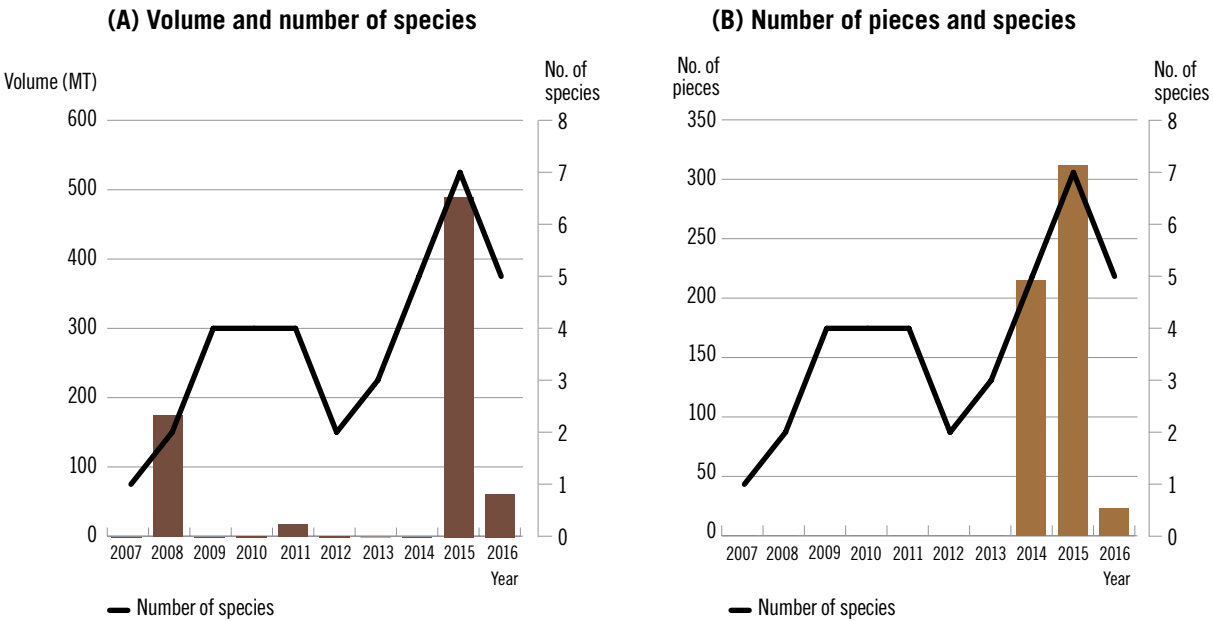 (A) Volume and number of species
Volume (MT)
No. of
species
600
500
400
300
200
100
0
8
7
6
5
4
3
2
1
0
2007 2008 2009 2010 2011 2012 2013 2014 2015 2016
Year
Number of species
(B) Number of pieces and species
No. of
pieces
No. of
species
350
300
250
200
150
100
50
0
8
7
6
5
4
3
2
1
0
2007 2008 2009 2010 2011 2012 2013 2014 2015 2016
Year
Number of species